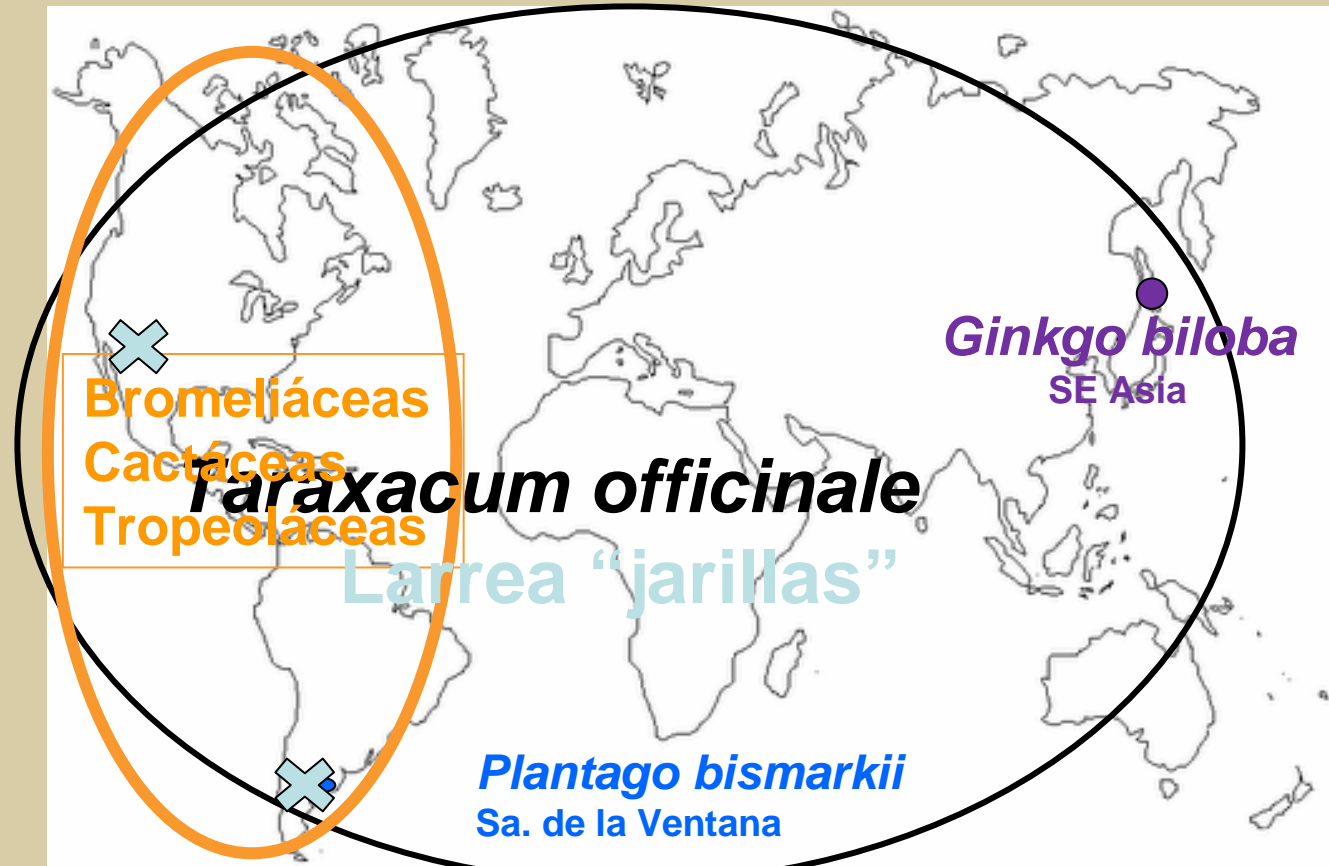 Ginkgo biloba
SE Asia
Bromeliáceas
Cactáceas
Tropeoláceas
Taraxacum officinale
Larrea “jarillas”
Plantago bismarkii
Sa. de la Ventana